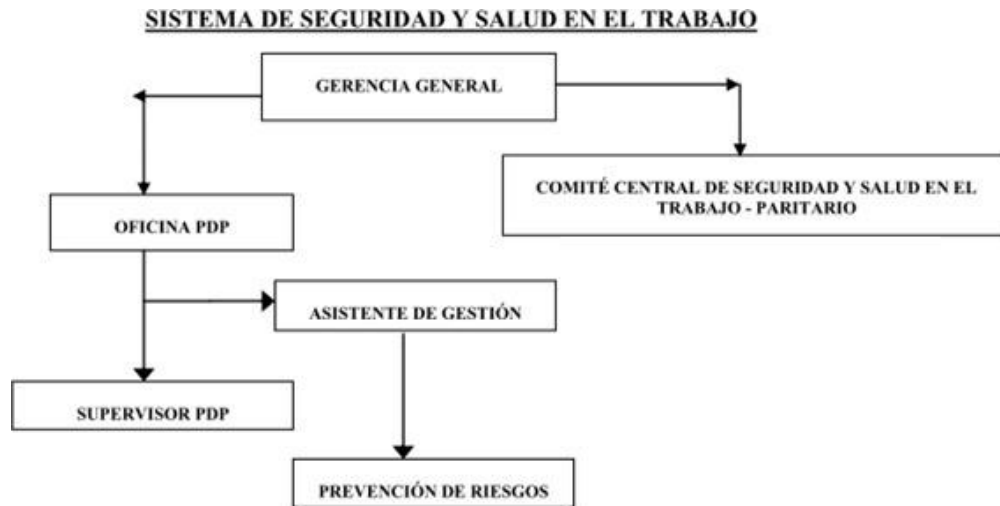 SISTEMA DE SEGURIDAD Y SALUD EN EL TRABAJO
GERENCIA GENERAL
COMITÉ CENTRAL DE SEGURIDAD Y SALUD EN EL
TRABAJO - PARITARIO
OFICINA PDP
ASISTENTE DE GESTIÓN
SUPERVISOR PDP
PREVENCIÓN DE RIESGOS